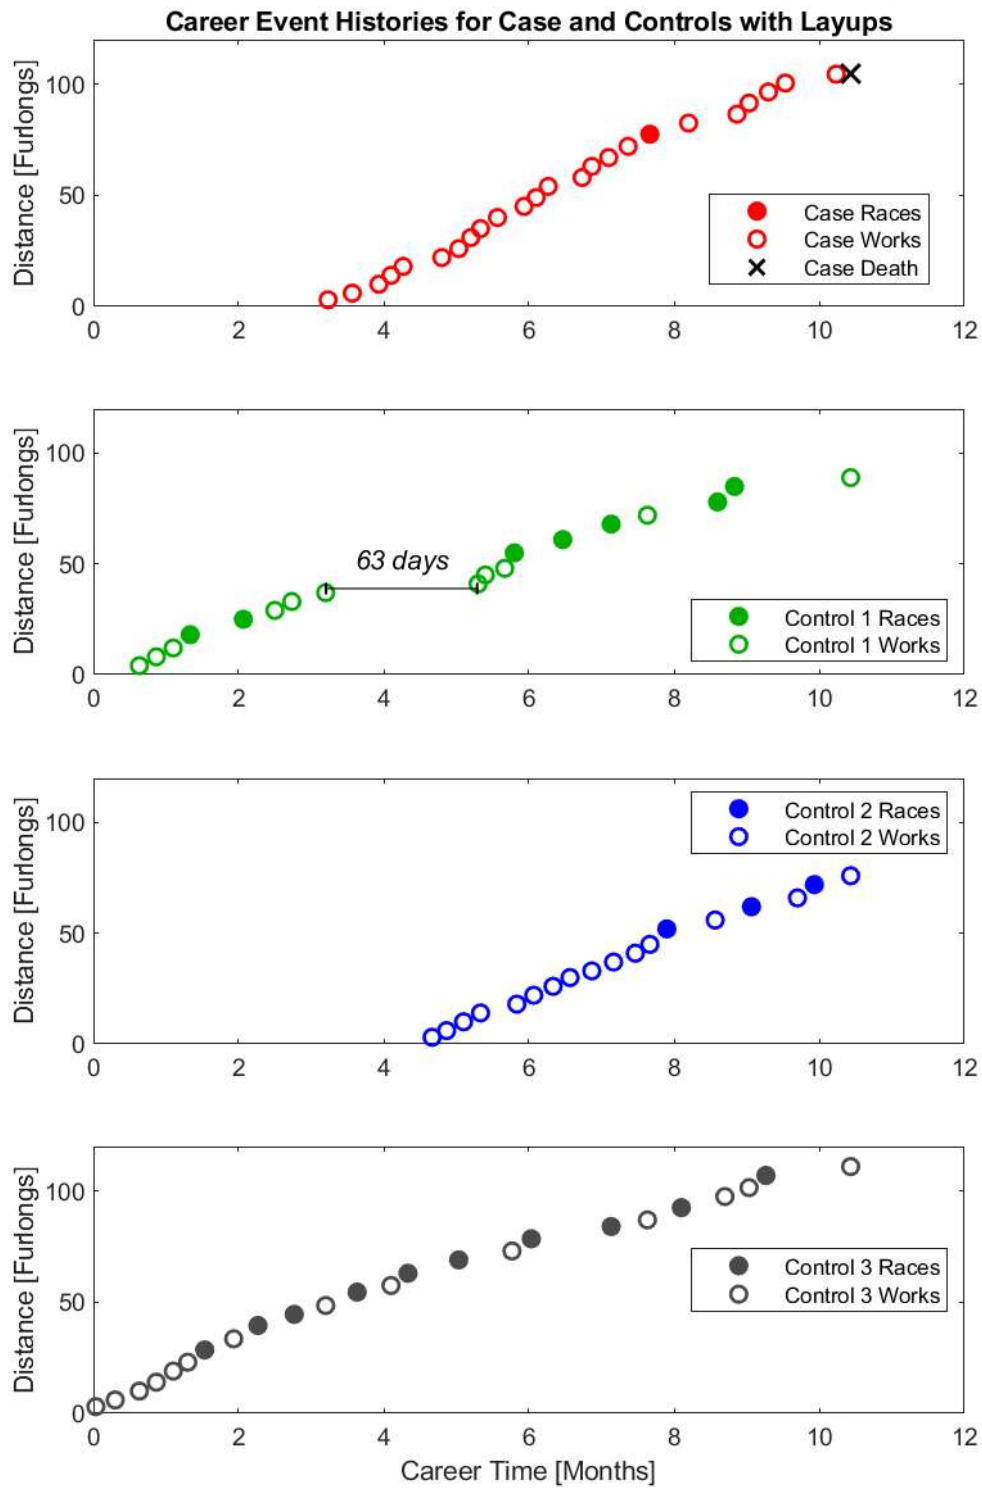 Career Event Histories for Case and Controls with Layups
Distance [Furlongs]
100
50
0
Case Races
Case Works
Case Death
0 2 4 6 8 10 12
Distance [Furlongs]
100
50
0
63 days
Control 1 Races
Control 1 Works
0 2 4 6 8 10 12
Distance [Furlongs]
100
50
0
Control 2 Races
Control 2 Works
0 2 4 6 8 10 12
Distance [Furlongs]
100
50
0
Control 3 Races
Control 3 Works
0 2 4 6 8 10 12
Career Time [Months]